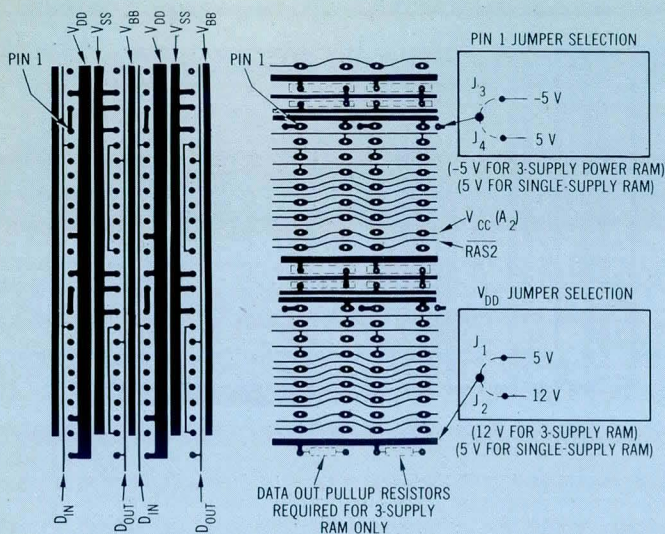 V_DD
V_SS
V_BB
V_DD
V_SS
V_BB
PIN 1
D_IN
D_OUT
D_IN
D_OUT
PIN 1
PIN 1 JUMPER SELECTION
J_3
-5 V
J_4
5 V
(-5 V FOR 3-SUPPLY POWER RAM)
(5 V FOR SINGLE-SUPPLY RAM)
V_CC (A_2)
RAS2
V_DD JUMPER SELECTION
J_1
5 V
J_2
12 V
(12 V FOR 3-SUPPLY RAM)
(5 V FOR SINGLE-SUPPLY RAM)
DATA OUT PULLUP RESISTORS
REQUIRED FOR 3-SUPPLY
RAM ONLY